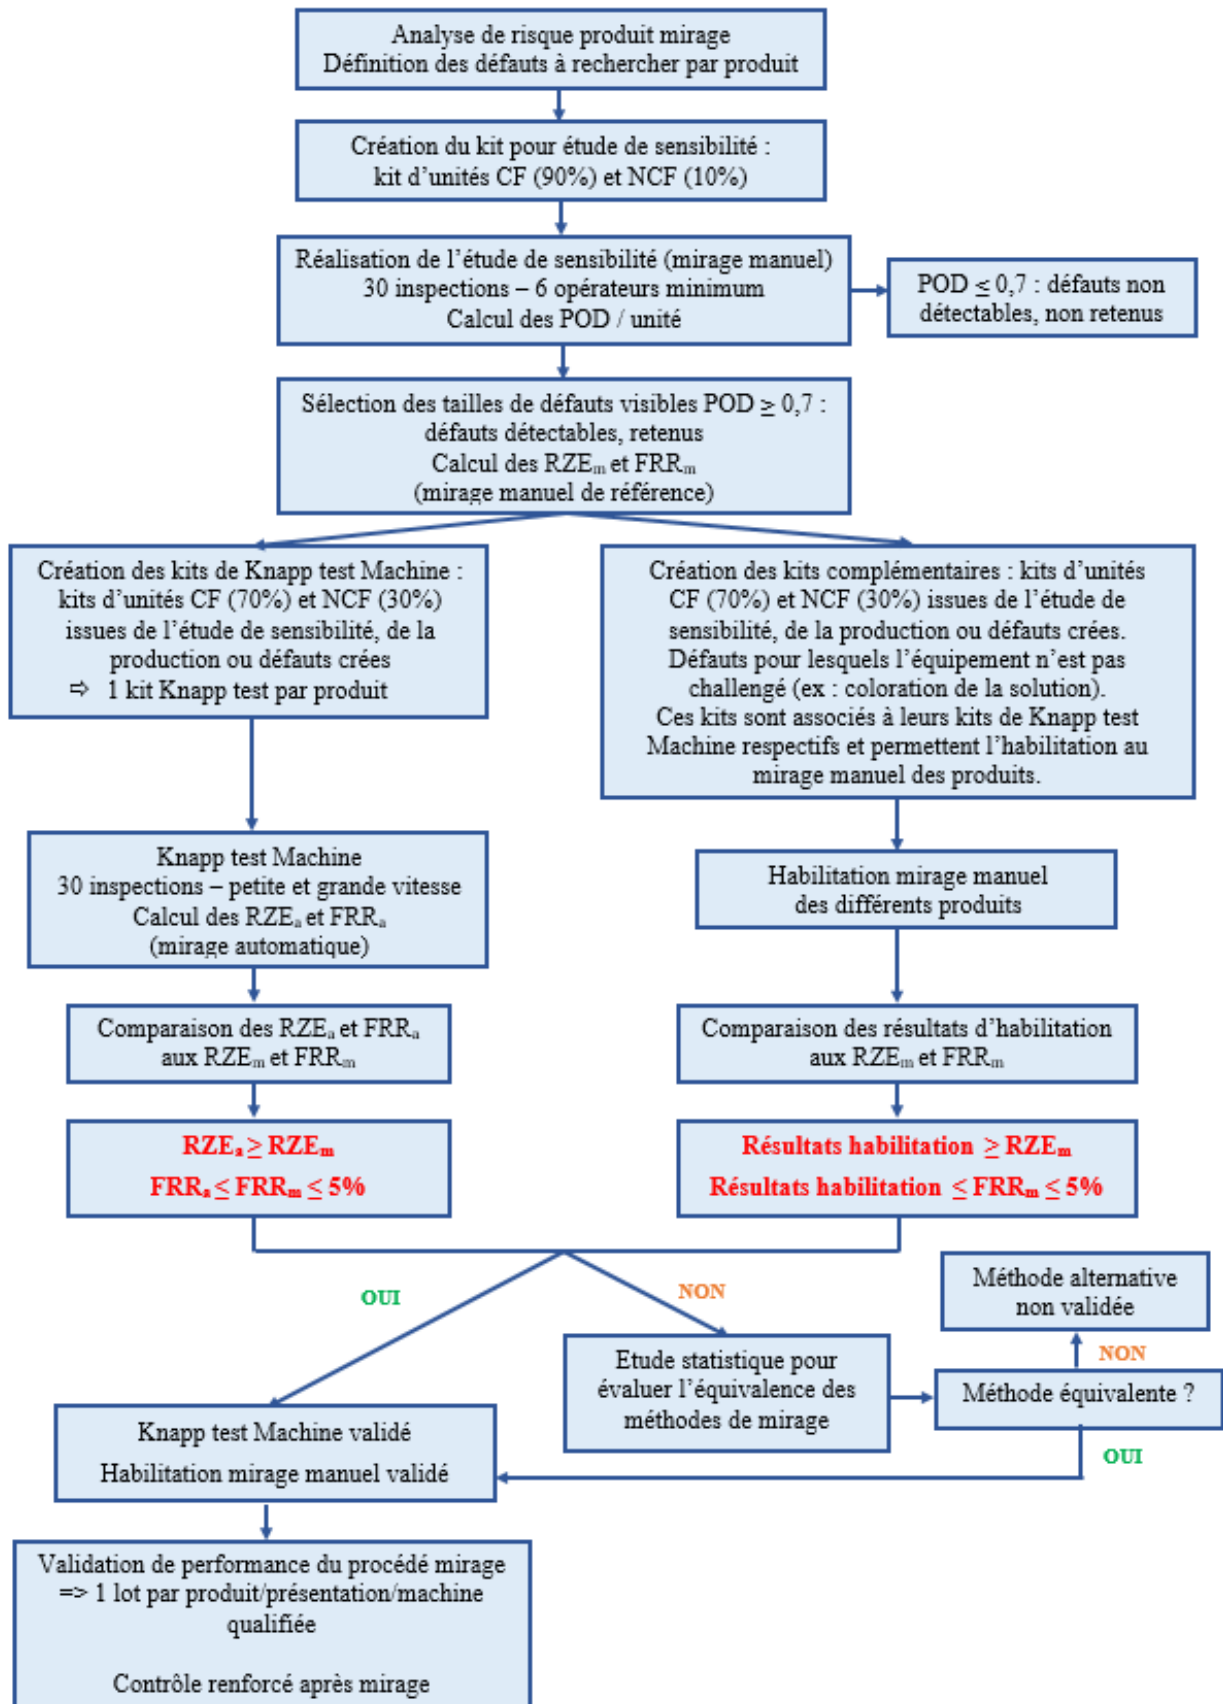 Analyse de risque produit mirage
Définition des défauts à rechercher par produit
Création du kit pour étude de sensibilité :
kit d'unités CF (90%) et NCF (10%)
Réalisation de l'étude de sensibilité (mirage manuel)
30 inspections – 6 opérateurs minimum
Calcul des POD / unité
POD ≤ 0,7 : défauts non
détectables, non retenus
Sélection des tailles de défauts visibles POD ≥ 0,7 :
défauts détectables, retenus
Calcul des RZEₘ et FRRₘ
(mirage manuel de référence)
Création des kits de Knapp test Machine :
kits d'unités CF (70%) et NCF (30%)
issues de l'étude de sensibilité, de la
production ou défauts crées
⇨ 1 kit Knapp test par produit
Création des kits complémentaires : kits d'unités
CF (70%) et NCF (30%) issues de l'étude de
sensibilité, de la production ou défauts crées.
Défauts pour lesquels l'équipement n'est pas
challengé (ex : coloration de la solution).
Ces kits sont associés à leurs kits de Knapp test
Machine respectifs et permettent l'habilitation au
mirage manuel des produits.
Knapp test Machine
30 inspections – petite et grande vitesse
Calcul des RZEₐ et FRRₐ
(mirage automatique)
Habilitation mirage manuel
des différents produits
Comparaison des RZEₐ et FRRₐ
aux RZEₘ et FRRₘ
Comparaison des résultats d'habilitation
aux RZEₘ et FRRₘ
RZEₐ ≥ RZEₘ
FRRₐ ≤ FRRₘ ≤ 5%
Résultats habilitation ≥ RZEₘ
Résultats habilitation ≤ FRRₘ ≤ 5%
OUI
NON
Méthode alternative
non validée
NON
Etude statistique pour
évaluer l'équivalence des
méthodes de mirage
Méthode équivalente ?
OUI
Knapp test Machine validé
Habilitation mirage manuel validé
Validation de performance du procédé mirage
=> 1 lot par produit/présentation/machine
qualifiée
Contrôle renforcé après mirage